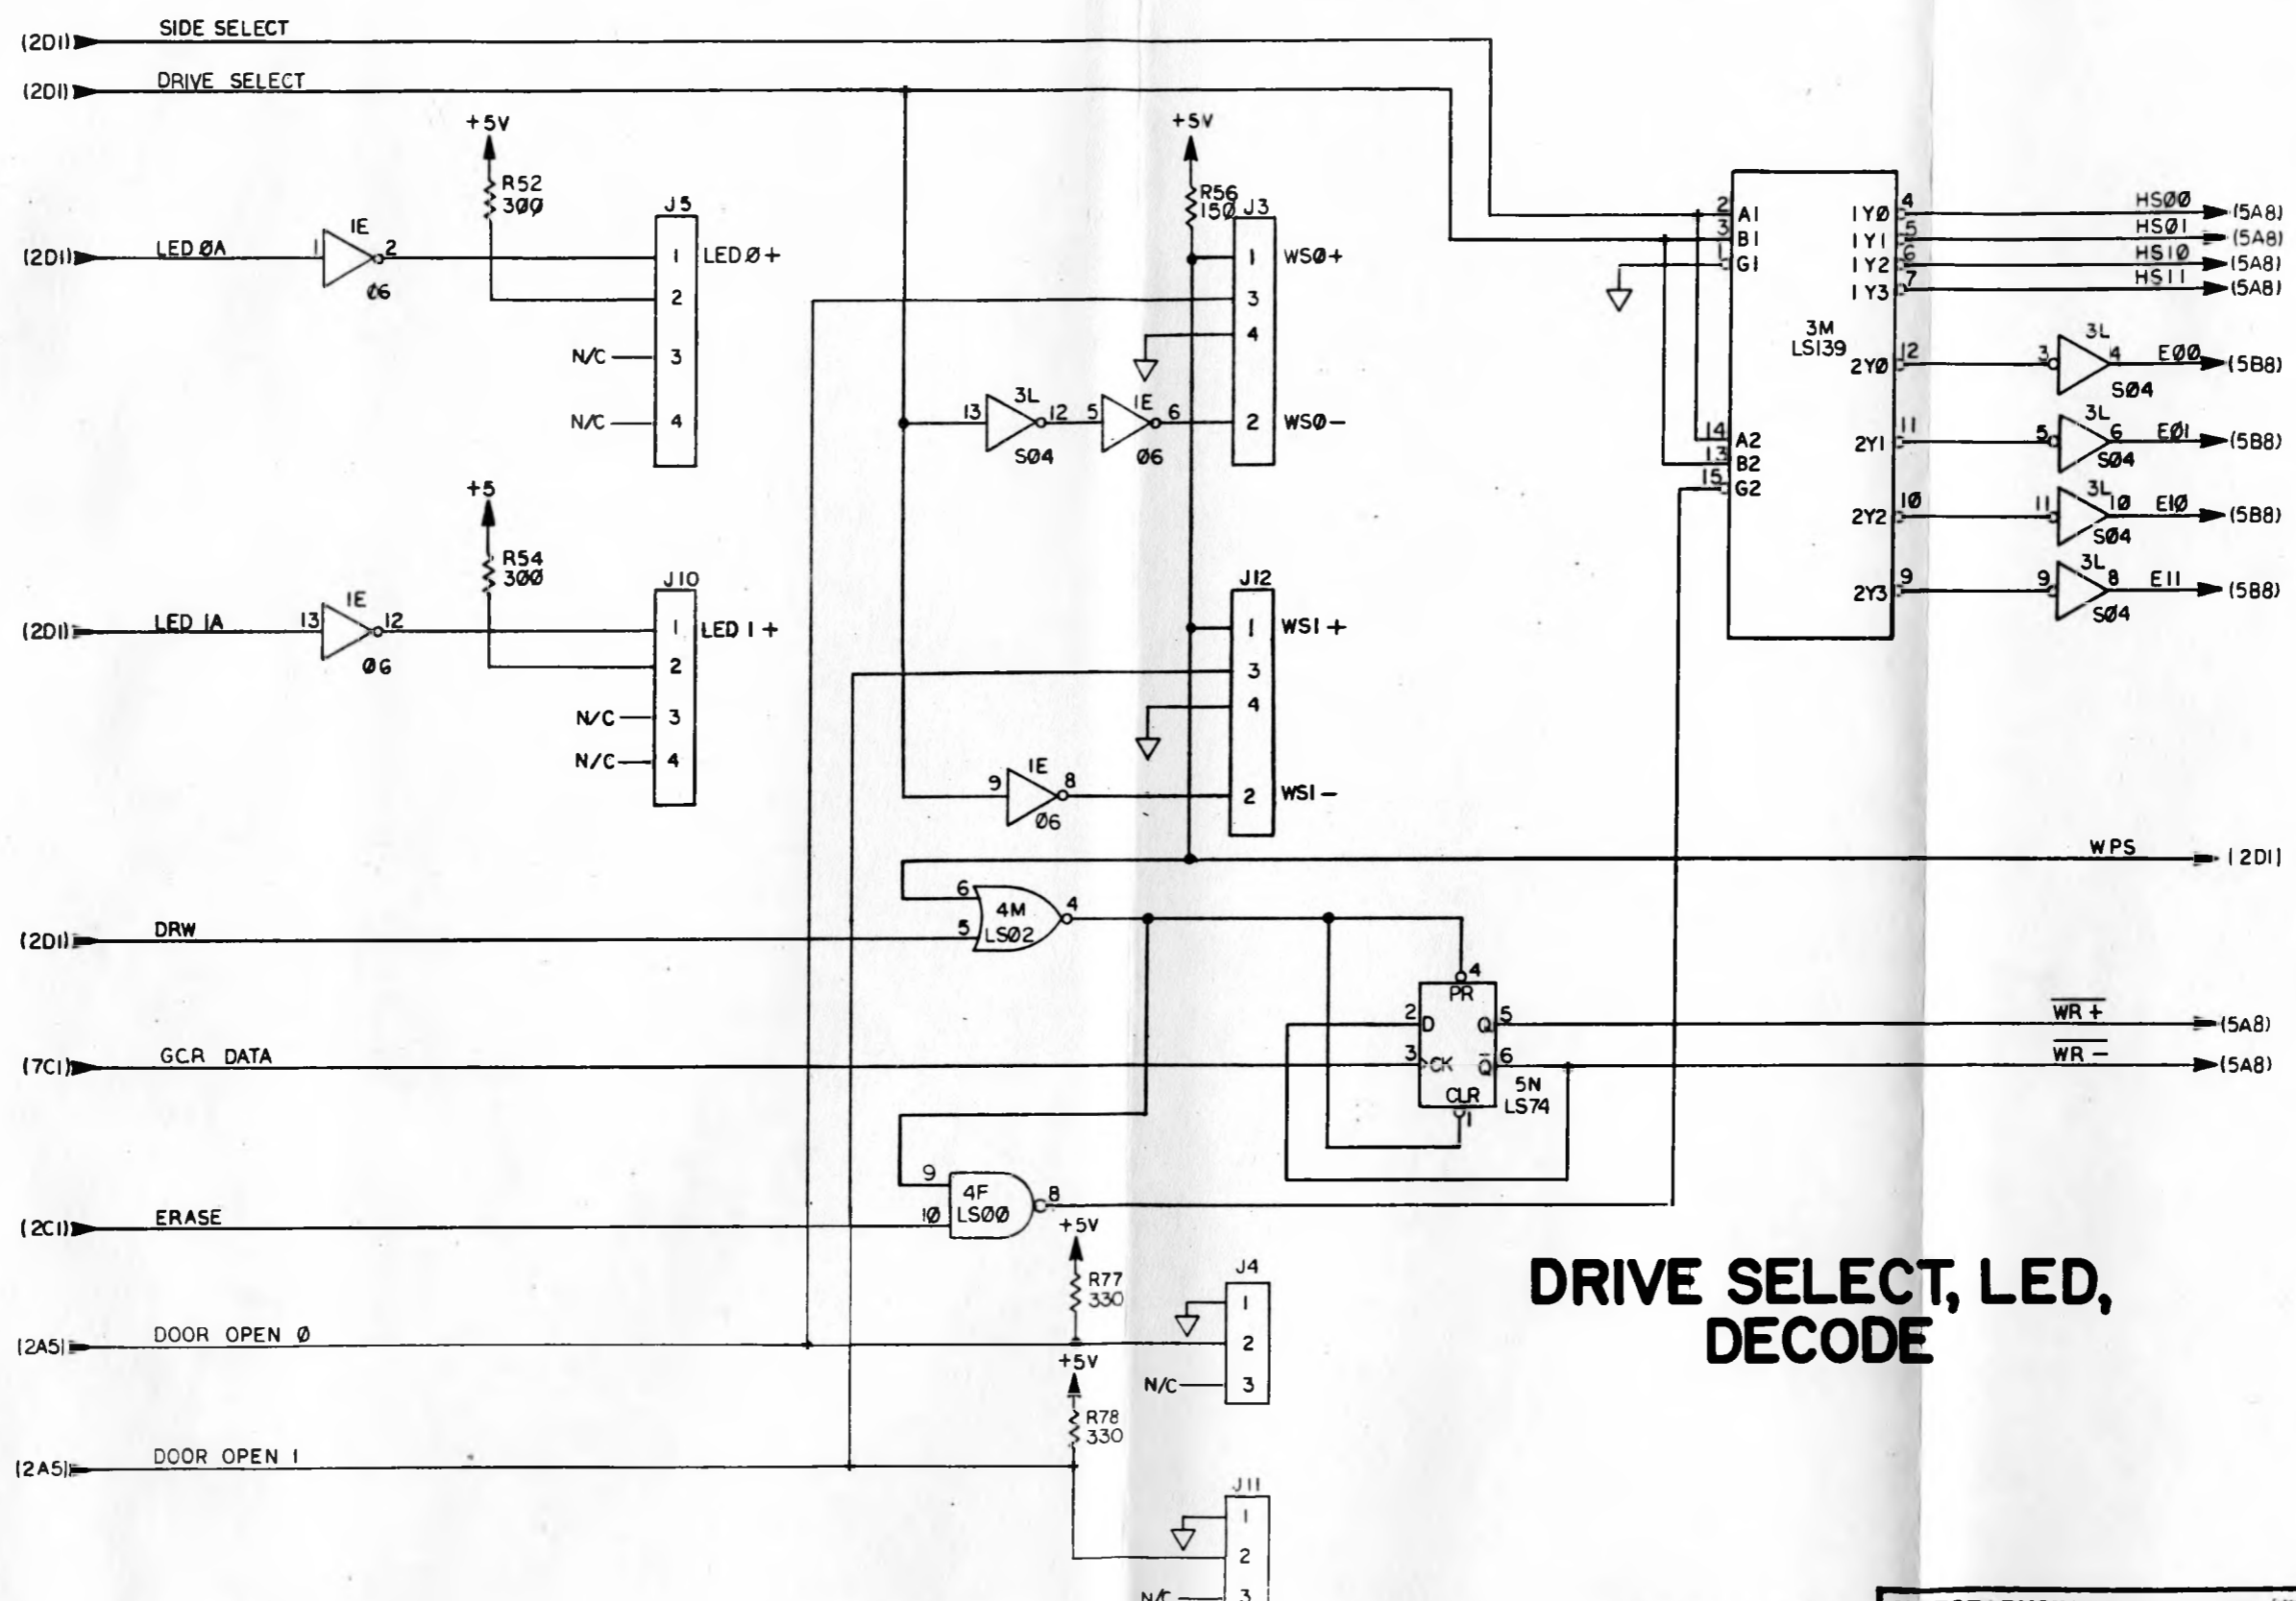 (2D1) SIDE SELECT
(2D1) DRIVE SELECT
+5V
R52
300
J5
(2D1) LED ØA 1 1E 2
Ø6
1 LED Ø+
2
N/C 3
N/C 4
+5
R54
3ØØ
J10
(2D1) LED 1A 13 1E 12
Ø6
1 LED 1+
2
N/C 3
N/C 4
+5V
R56
15Ø
J3
1 WSØ+
3
4
13 3L 12 5 1E 6 2 WSØ-
SØ4 Ø6
J12
1 WS1+
3
4
9 1E 8 2 WS1-
Ø6
2 A1
3 B1
1 G1
3M
LS139
14 A2
13 B2
15 G2
1YØ 4 HSØØ (5A8)
1Y1 5 HSØ1 (5A8)
1Y2 6 HS1Ø (5A8)
1Y3 7 HS11 (5A8)
2YØ 12 3 3L 4 EØØ (5B8)
SØ4
2Y1 11 5 3L 6 EØ1 (5B8)
SØ4
2Y2 1Ø 11 3L 1Ø E1Ø (5B8)
SØ4
2Y3 9 9 3L 8 E11 (5B8)
SØ4
WPS (2D1)
6 4M 4
(2D1) DRW 5 LSØ2
4
PR
2 D Q 5 WR+ (5A8)
(7C1) GCR DATA 3 CK Q 6 WR- (5A8)
CLR 5N
1 LS74
9 4F 8
(2C1) ERASE 1Ø LSØØ
+5V
R77
330
J4
1
(2A5) DOOR OPEN Ø 2
N/C 3
+5V
R78
330
(2A5) DOOR OPEN 1
J11
1
2
N/C 3
DRIVE SELECT, LED,
DECODE